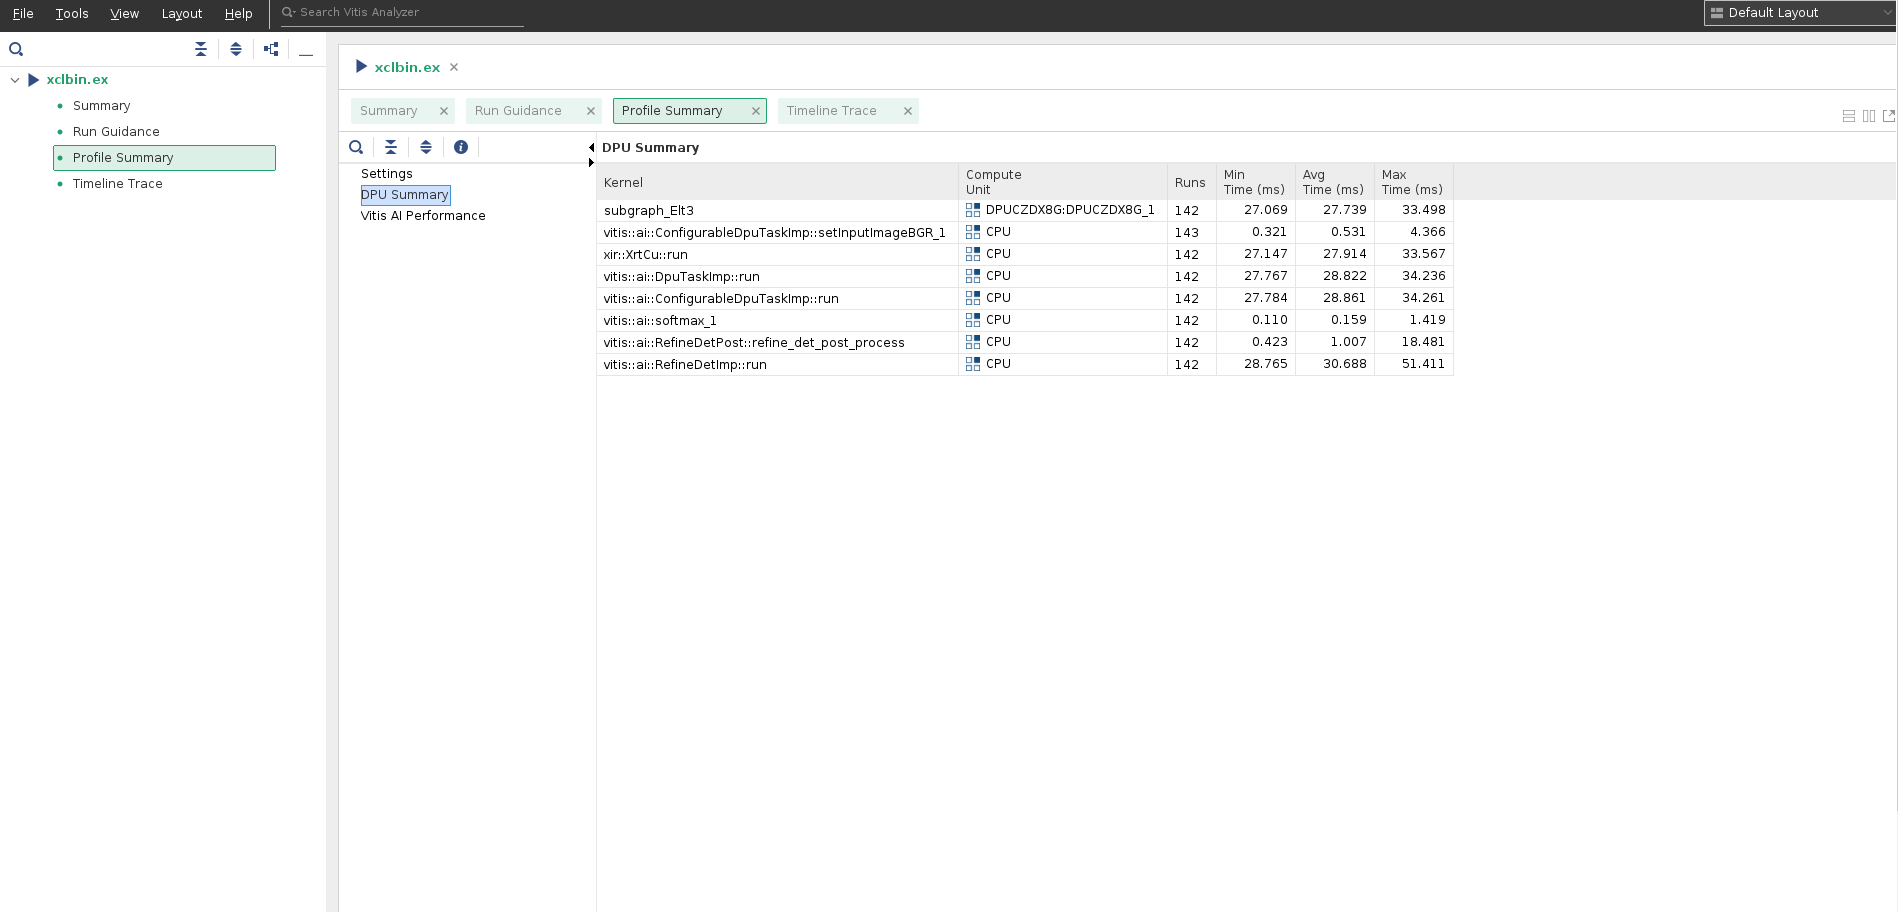 File Tools View Layout Help Search Vitis Analyzer Default Layout
xclbin.ex
Summary
Run Guidance
Profile Summary
Timeline Trace
xclbin.ex
Summary Run Guidance Profile Summary Timeline Trace
Settings
DPU Summary
Vitis AI Performance
DPU Summary
Kernel Compute Unit Runs Min Time (ms) Avg Time (ms) Max Time (ms)
subgraph_Elt3 DPUCZDX8G:DPUCZDX8G_1 142 27.069 27.739 33.498
vitis::ai::ConfigurableDpuTaskImp::setInputImageBGR_1 CPU 143 0.321 0.531 4.366
xir::XrtCu::run CPU 142 27.147 27.914 33.567
vitis::ai::DpuTaskImp::run CPU 142 27.767 28.822 34.236
vitis::ai::ConfigurableDpuTaskImp::run CPU 142 27.784 28.861 34.261
vitis::ai::softmax_1 CPU 142 0.110 0.159 1.419
vitis::ai::RefineDetPost::refine_det_post_process CPU 142 0.423 1.007 18.481
vitis::ai::RefineDetImp::run CPU 142 28.765 30.688 51.411